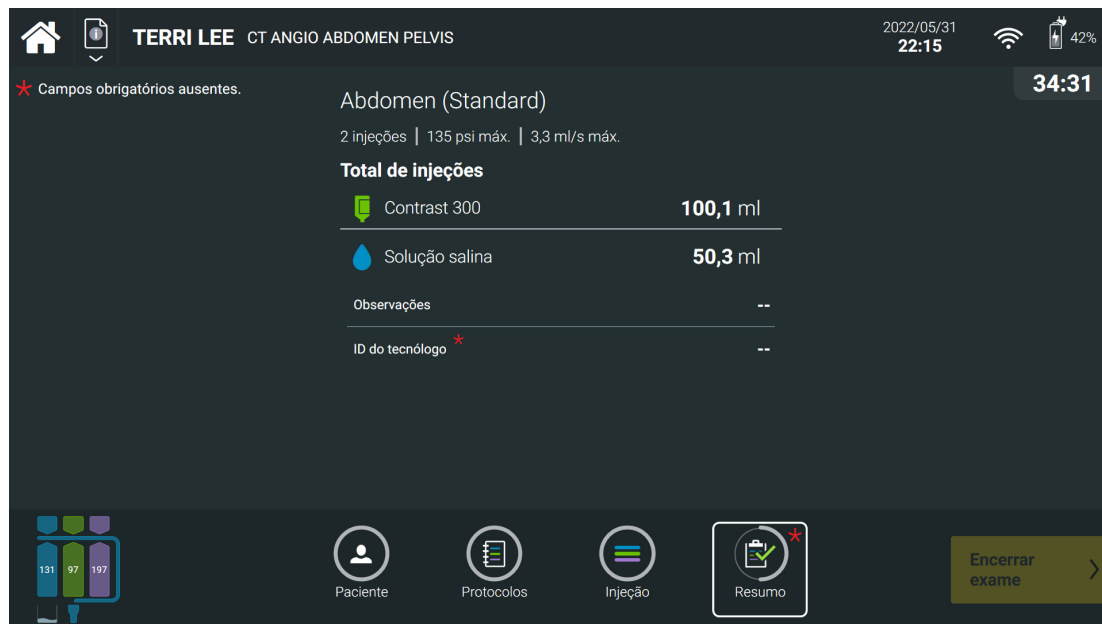 TERRI LEE CT ANGIO ABDOMEN PELVIS
2022/05/31
22:15
42%
* Campos obrigatórios ausentes.
34:31
Abdomen (Standard)
2 injeções | 135 psi máx. | 3,3 ml/s máx.
Total de injeções
Contrast 300 100,1 ml
Solução salina 50,3 ml
Observações --
ID do tecnólogo * --
131 97 197
Paciente
Protocolos
Injeção
Resumo
*
Encerrar
exame